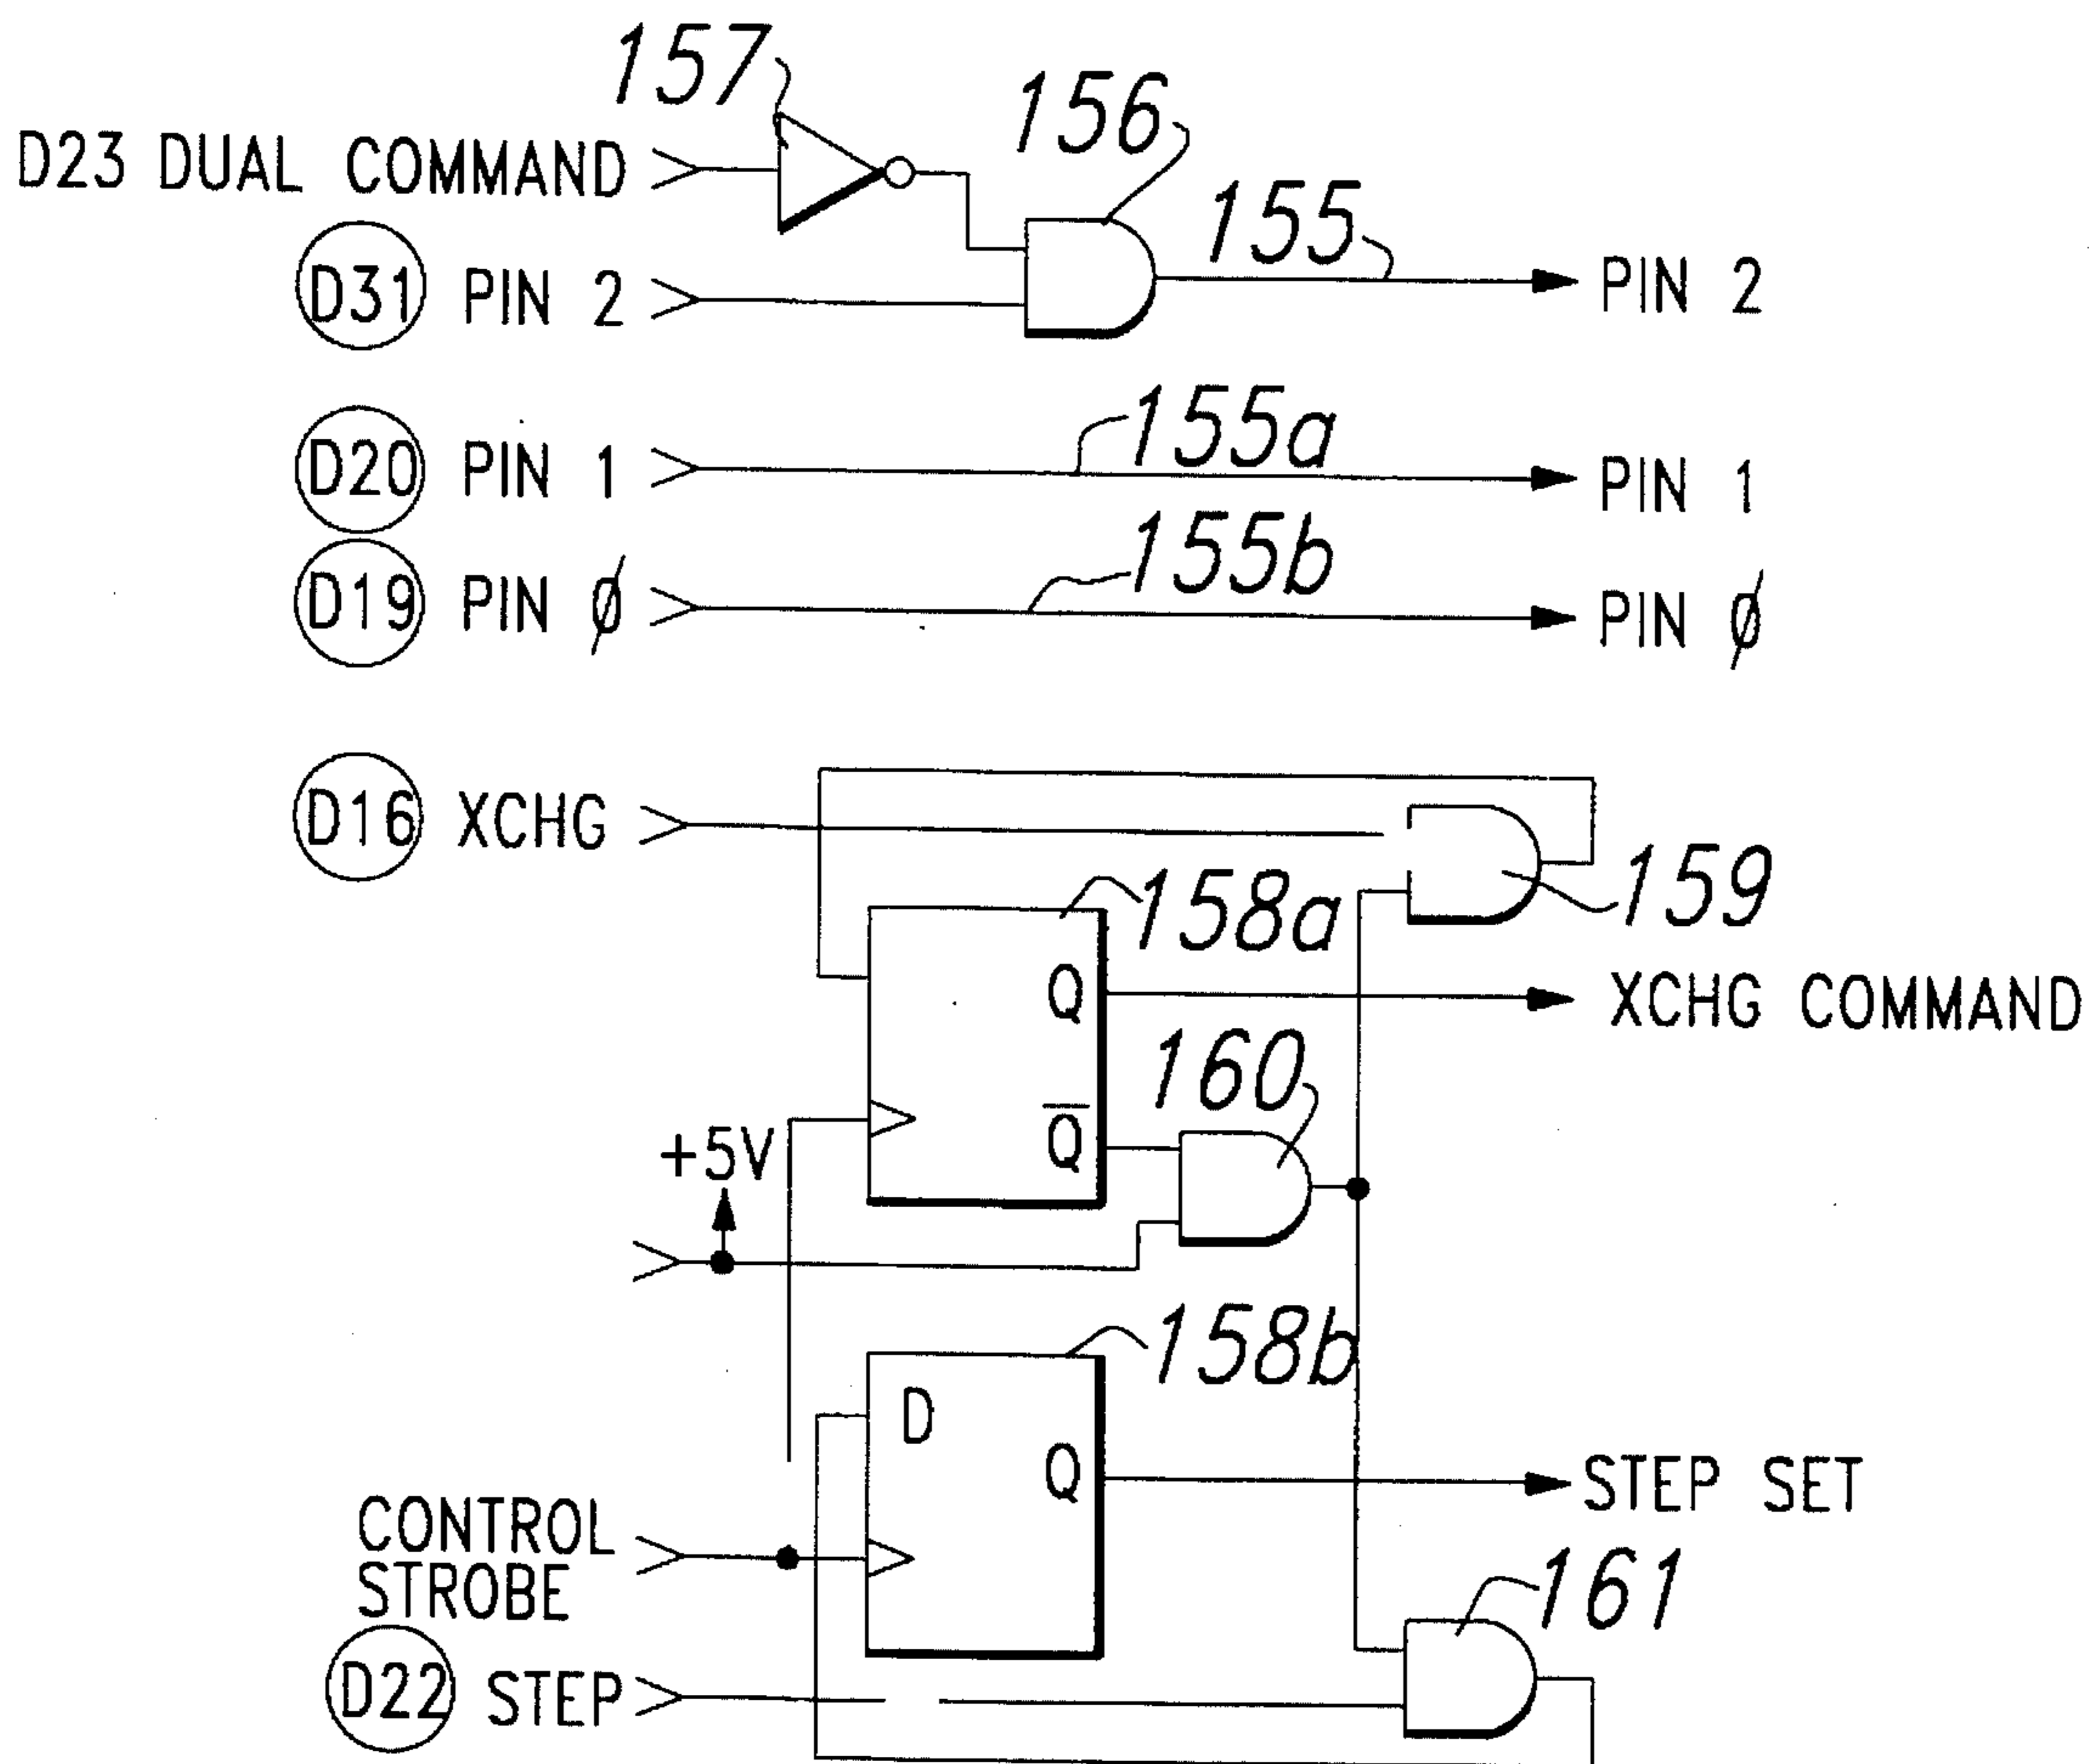 157
156
D23 DUAL COMMAND
155
D31 PIN 2
PIN 2
155a
D20 PIN 1
PIN 1
155b
D19 PIN Ø
PIN Ø
D16 XCHG
159
158a
Q
XCHG COMMAND
160
+5V
Q̅
158b
D
Q
STEP SET
CONTROL
STROBE
161
D22 STEP